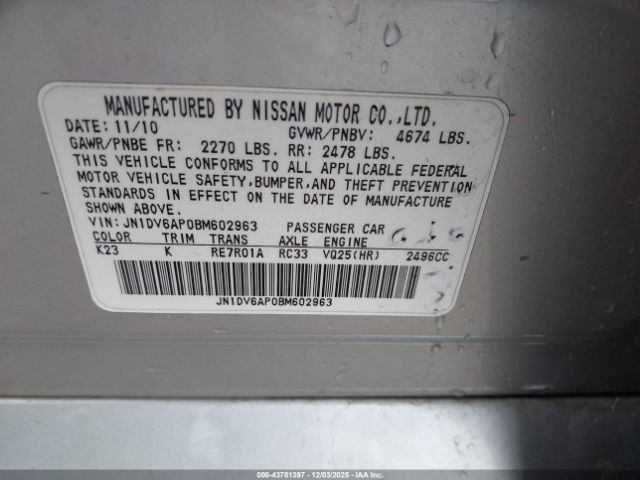 MANUFACTURED BY NISSAN MOTOR CO.,LTD.
DATE: 11/10 GVWR/PNBV: 4674 LBS.
GAWR/PNBE FR: 2270 LBS. RR: 2478 LBS.
THIS VEHICLE CONFORMS TO ALL APPLICABLE FEDERAL
MOTOR VEHICLE SAFETY,BUMPER,AND THEFT PREVENTION
STANDARDS IN EFFECT ON THE DATE OF MANUFACTURE
SHOWN ABOVE.
VIN: JN1DV6AP0BM602963 PASSENGER CAR
COLOR TRIM TRANS AXLE ENGINE
K23 K RE7R01A RC33 VQ25(HR) 2496CC
JN1DV6AP0BM602963
000-43781397 - 12/03/2025 - IAA, Inc.